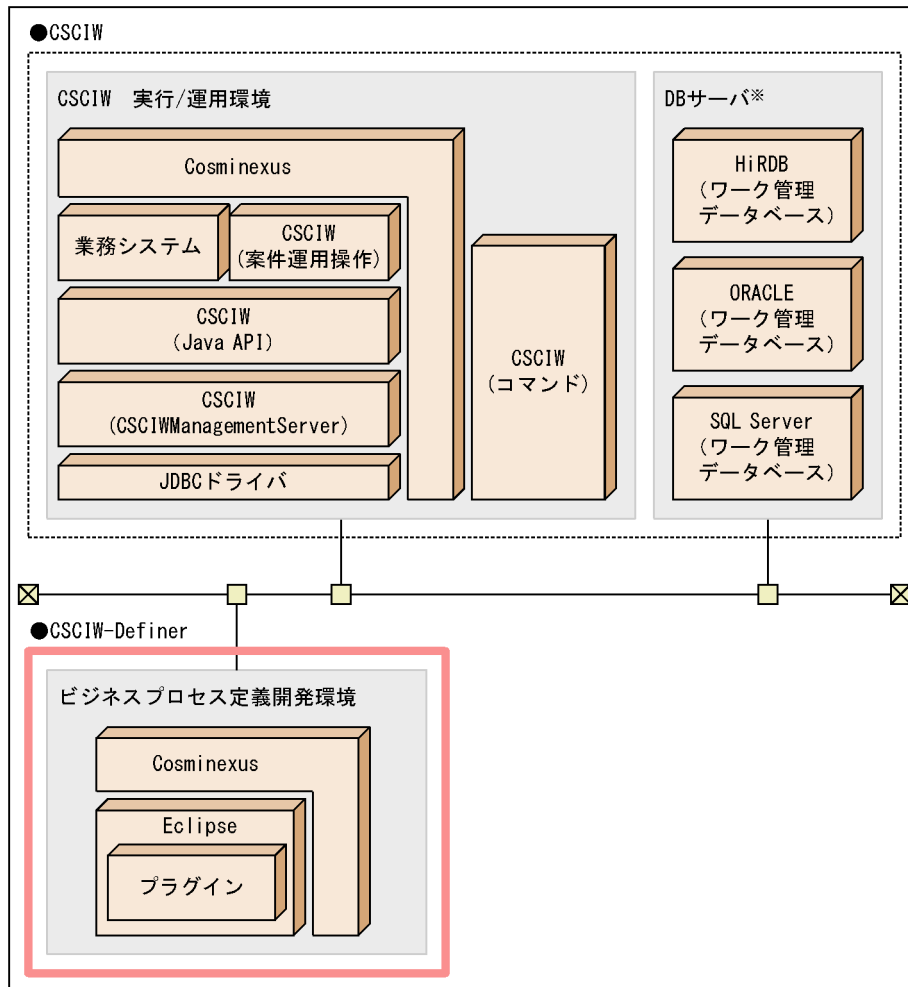 ●CSCIW
CSCIW 実行/運用環境
Cosminexus
業務システム
CSCIW
(案件運用操作)
CSCIW
(Java API)
CSCIW
(CSCIWManagementServer)
JDBCドライバ
CSCIW
(コマンド)
DBサーバ※
HiRDB
(ワーク管理
データベース)
ORACLE
(ワーク管理
データベース)
SQL Server
(ワーク管理
データベース)
●CSCIW-Definer
ビジネスプロセス定義開発環境
Cosminexus
Eclipse
プラグイン